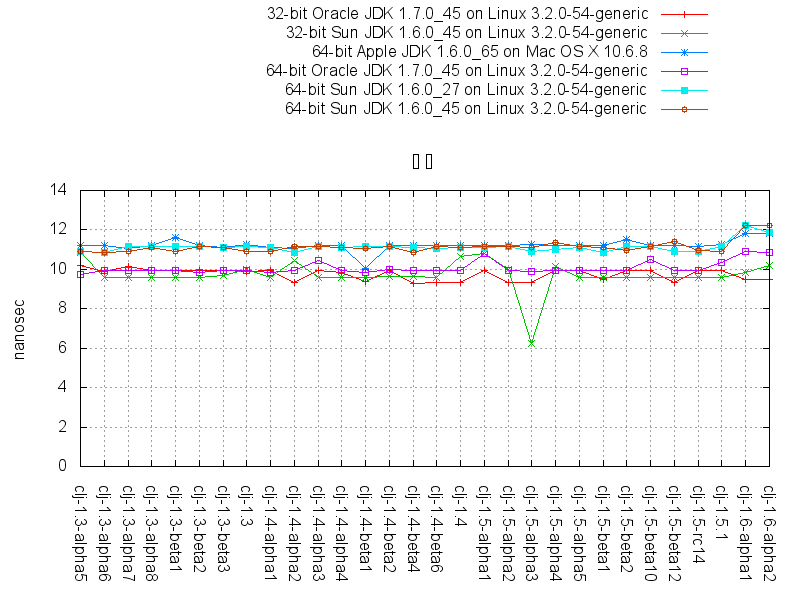 32-bit Oracle JDK 1.7.0_45 on Linux 3.2.0-54-generic
32-bit Sun JDK 1.6.0_45 on Linux 3.2.0-54-generic
64-bit Apple JDK 1.6.0_65 on Mac OS X 10.6.8
64-bit Oracle JDK 1.7.0_45 on Linux 3.2.0-54-generic
64-bit Sun JDK 1.6.0_27 on Linux 3.2.0-54-generic
64-bit Sun JDK 1.6.0_45 on Linux 3.2.0-54-generic
14
12
10
8
6
4
2
0
nanosec
clj-1.3-alpha5
clj-1.3-alpha6
clj-1.3-alpha7
clj-1.3-alpha8
clj-1.3-beta1
clj-1.3-beta2
clj-1.3-beta3
clj-1.3
clj-1.4-alpha1
clj-1.4-alpha2
clj-1.4-alpha3
clj-1.4-alpha4
clj-1.4-beta1
clj-1.4-beta2
clj-1.4-beta4
clj-1.4-beta6
clj-1.4
clj-1.5-alpha1
clj-1.5-alpha2
clj-1.5-alpha3
clj-1.5-alpha4
clj-1.5-alpha5
clj-1.5-beta1
clj-1.5-beta2
clj-1.5-beta10
clj-1.5-beta12
clj-1.5-rc14
clj-1.5.1
clj-1.6-alpha1
clj-1.6-alpha2